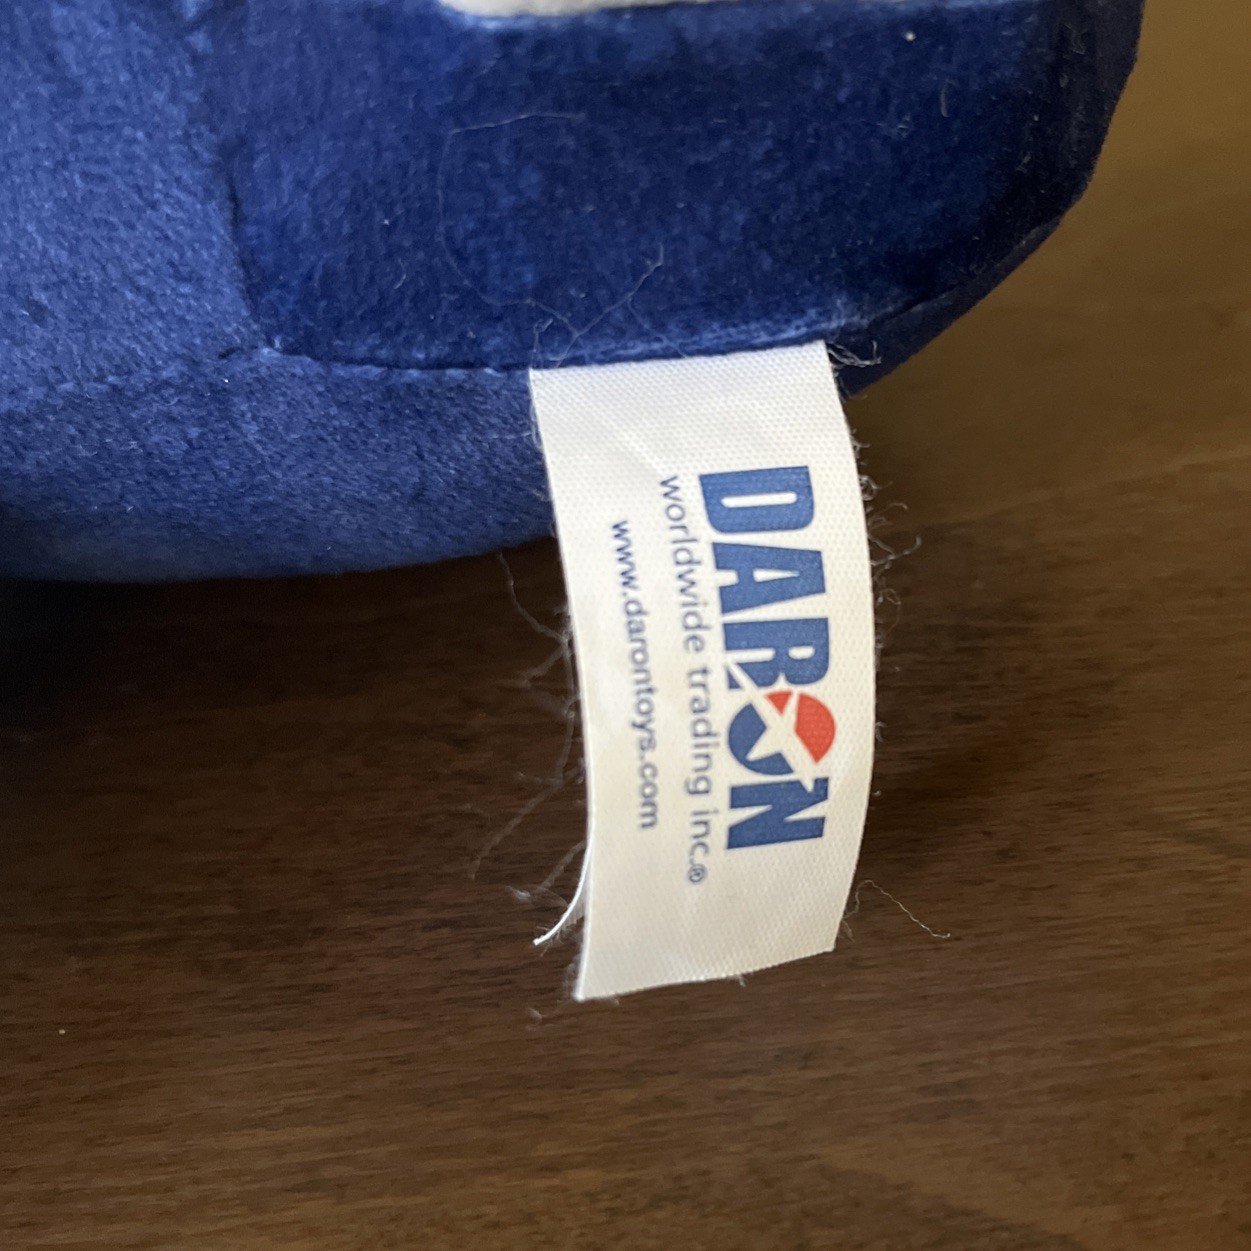 DARON
worldwide trading inc.®
www.darontoys.com